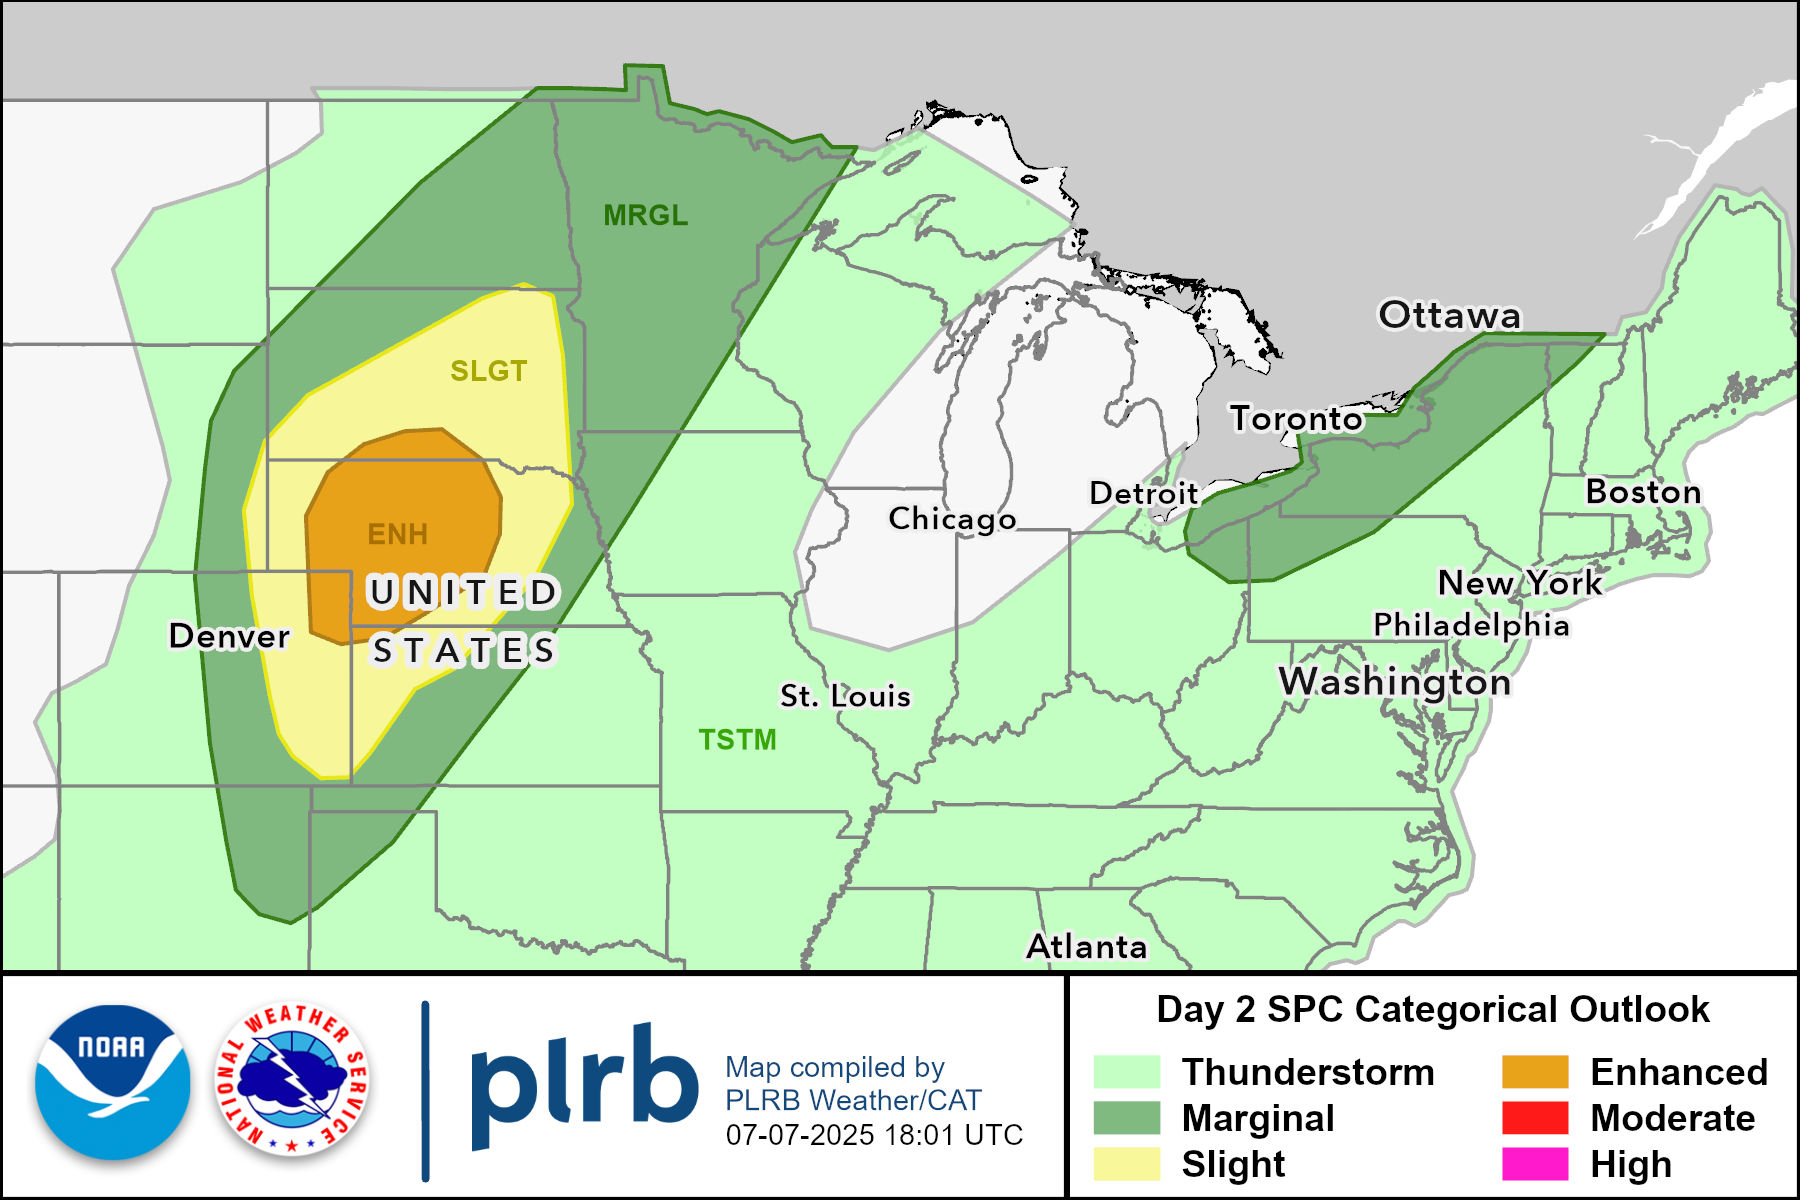 MRGL
Ottawa
SLGT
Toronto
Detroit
Boston
Chicago
ENH
UNITED
STATES
New York
Denver
Philadelphia
Washington
St. Louis
TSTM
Atlanta
NOAA
NATIONAL WEATHER SERVICE
plrb
Map compiled by
PLRB Weather/CAT
07-07-2025 18:01 UTC
Day 2 SPC Categorical Outlook
Thunderstorm
Marginal
Slight
Enhanced
Moderate
High